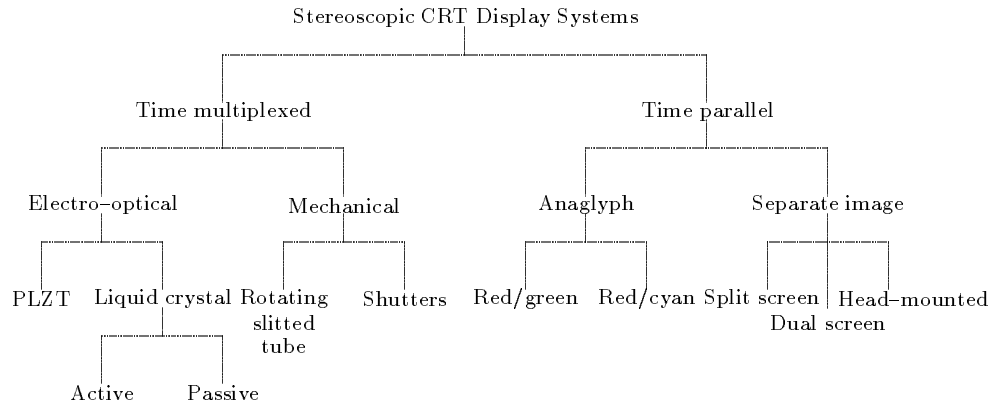 Stereoscopic CRT Display Systems
Time multiplexed
Time parallel
Electro–optical
Mechanical
Anaglyph
Separate image
PLZT
Liquid crystal
Rotating
slitted
tube
Shutters
Red/green
Red/cyan
Split screen
Dual screen
Head–mounted
Active
Passive